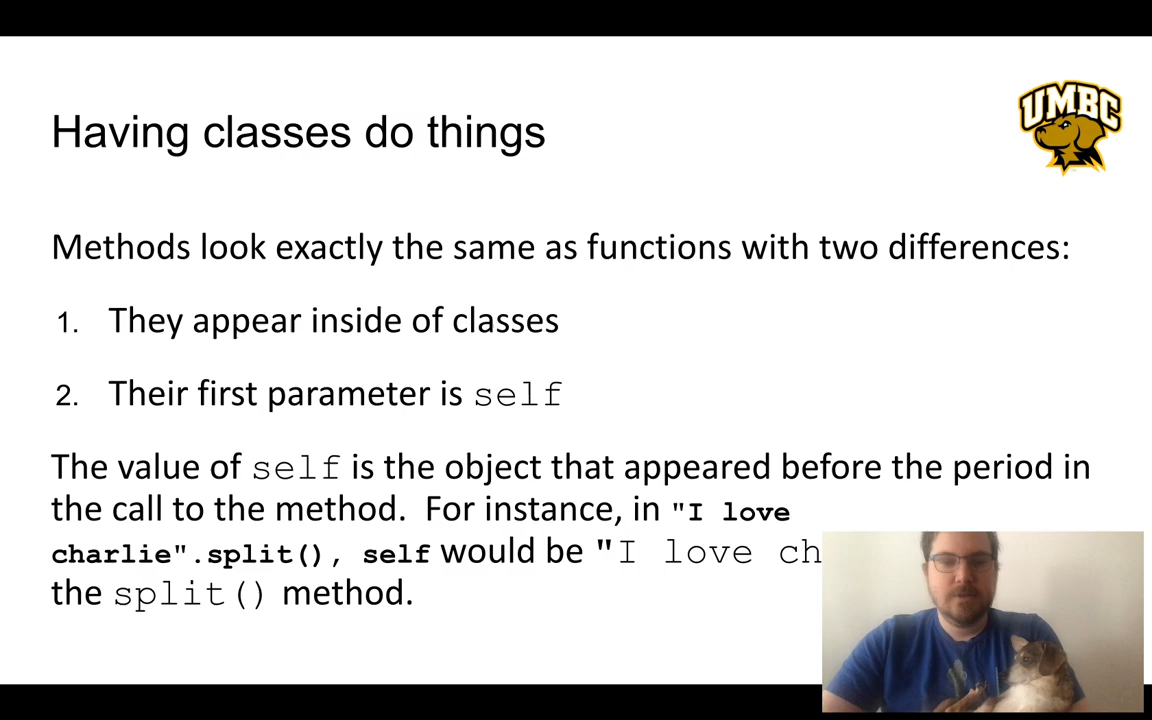 UMBC
Having classes do things
Methods look exactly the same as functions with two differences:
1. They appear inside of classes
2. Their first parameter is self
The value of self is the object that appeared before the period in
the call to the method. For instance, in "I love
charlie".split(), self would be "I love
the split() method.